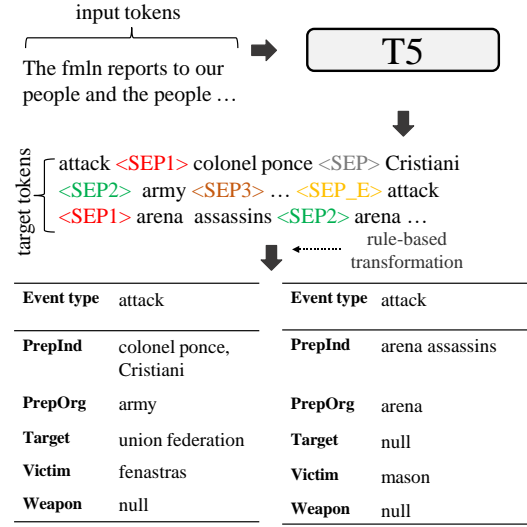 input tokens
The fmln reports to our
people and the people …
T5
target tokens
attack <SEP1> colonel ponce <SEP> Cristiani
<SEP2> army <SEP3> … <SEP_E> attack
<SEP1> arena assassins <SEP2> arena …
rule-based
transformation
Event type attack
PrepInd colonel ponce,
Cristiani
PrepOrg army
Target union federation
Victim fenastras
Weapon null
Event type attack
PrepInd arena assassins
PrepOrg arena
Target null
Victim mason
Weapon null